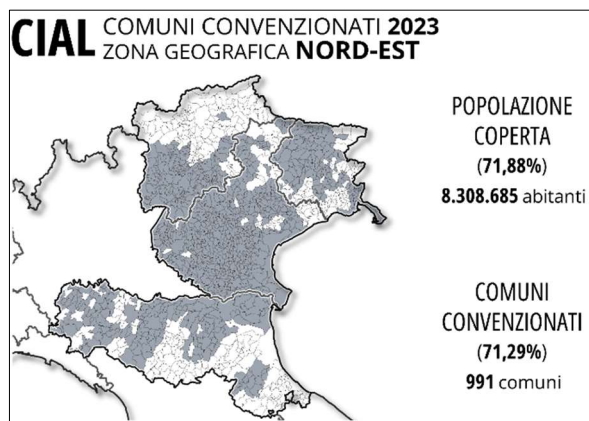 CIAL COMUNI CONVENZIONATI 2023
ZONA GEOGRAFICA NORD-EST
POPOLAZIONE
COPERTA
(71,88%)
8.308.685 abitanti
COMUNI
CONVENZIONATI
(71,29%)
991 comuni